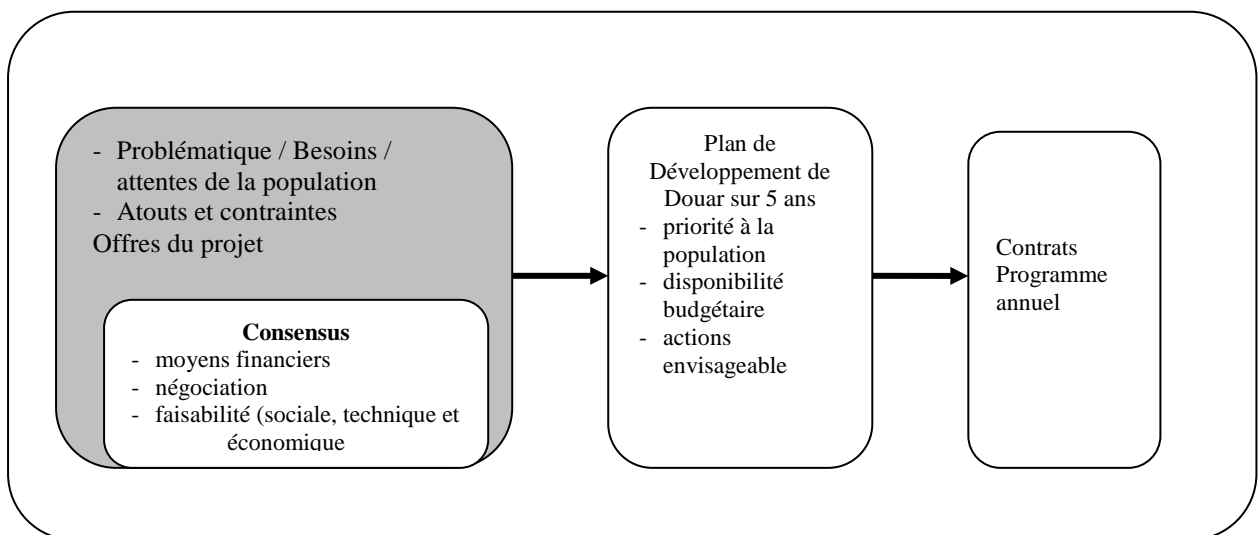 - Problématique / Besoins /
attentes de la population
- Atouts et contraintes
Offres du projet
Consensus
- moyens financiers
- négociation
- faisabilité (sociale, technique et
économique
Plan de
Développement de
Douar sur 5 ans
- priorité à la
population
- disponibilité
budgétaire
- actions
envisageable
Contrats
Programme
annuel